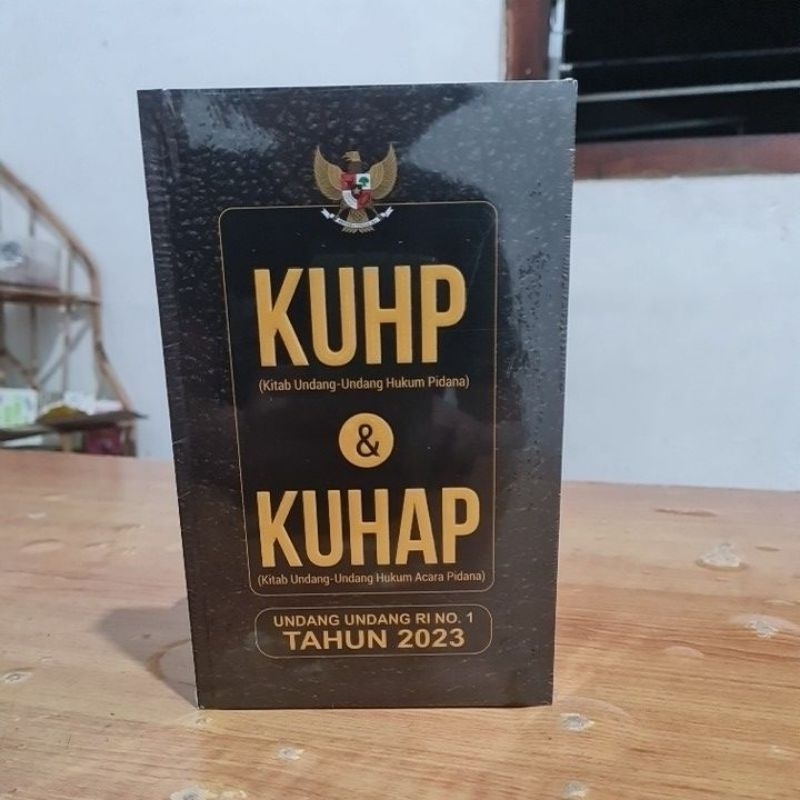 KUHP
(Kitab Undang-Undang Hukum Pidana)
&
KUHAP
(Kitab Undang-Undang Hukum Acara Pidana)
UNDANG UNDANG RI NO. 1
TAHUN 2023